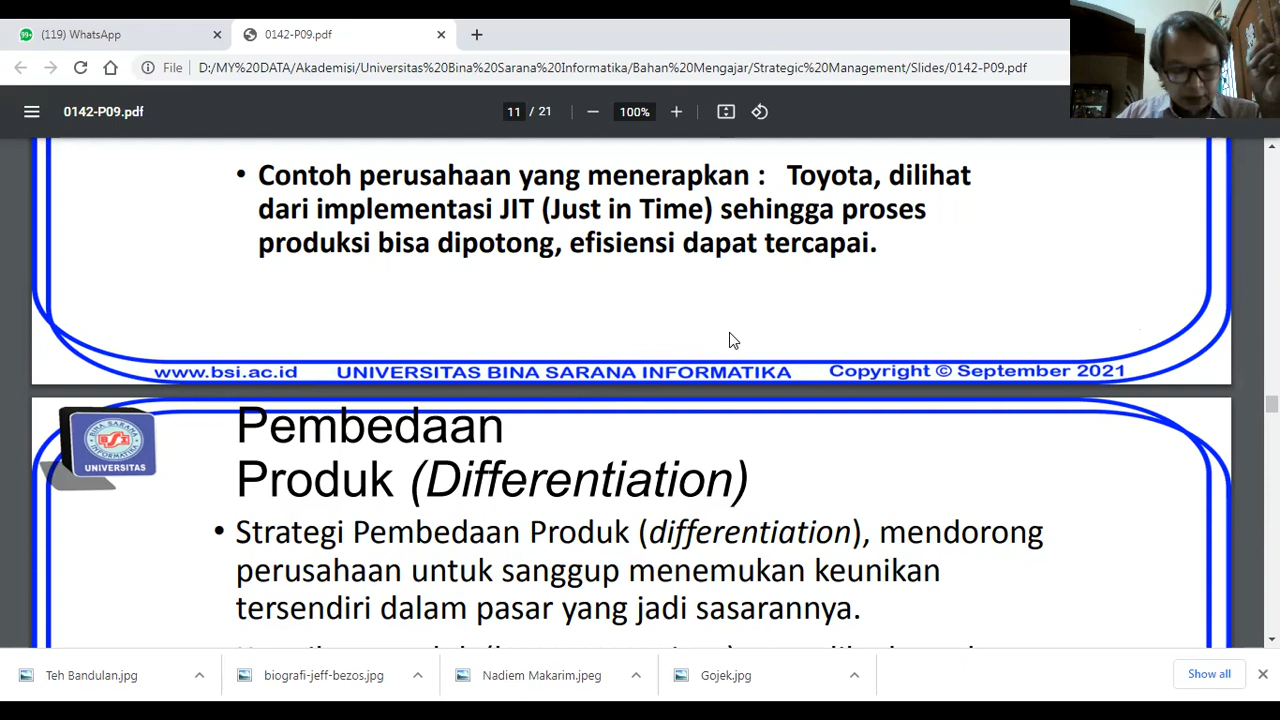 (119) WhatsApp
0142-P09.pdf
File
D:/MY%20DATA/Akademisi/Universitas%20Bina%20Sarana%20Informatika/Bahan%20Mengajar/Strategic%20Management/Slides/0142-P09.pdf
0142-P09.pdf
11 / 21
100%
• Contoh perusahaan yang menerapkan : Toyota, dilihat
dari implementasi JIT (Just in Time) sehingga proses
produksi bisa dipotong, efisiensi dapat tercapai.
www.bsi.ac.id UNIVERSITAS BINA SARANA INFORMATIKA Copyright © September 2021
BINA SARANA
INFORMATIKA
UNIVERSITAS
Pembedaan
Produk (Differentiation)
• Strategi Pembedaan Produk (differentiation), mendorong
perusahaan untuk sanggup menemukan keunikan
tersendiri dalam pasar yang jadi sasarannya.
Teh Bandulan.jpg
biografi-jeff-bezos.jpg
Nadiem Makarim.jpeg
Gojek.jpg
Show all